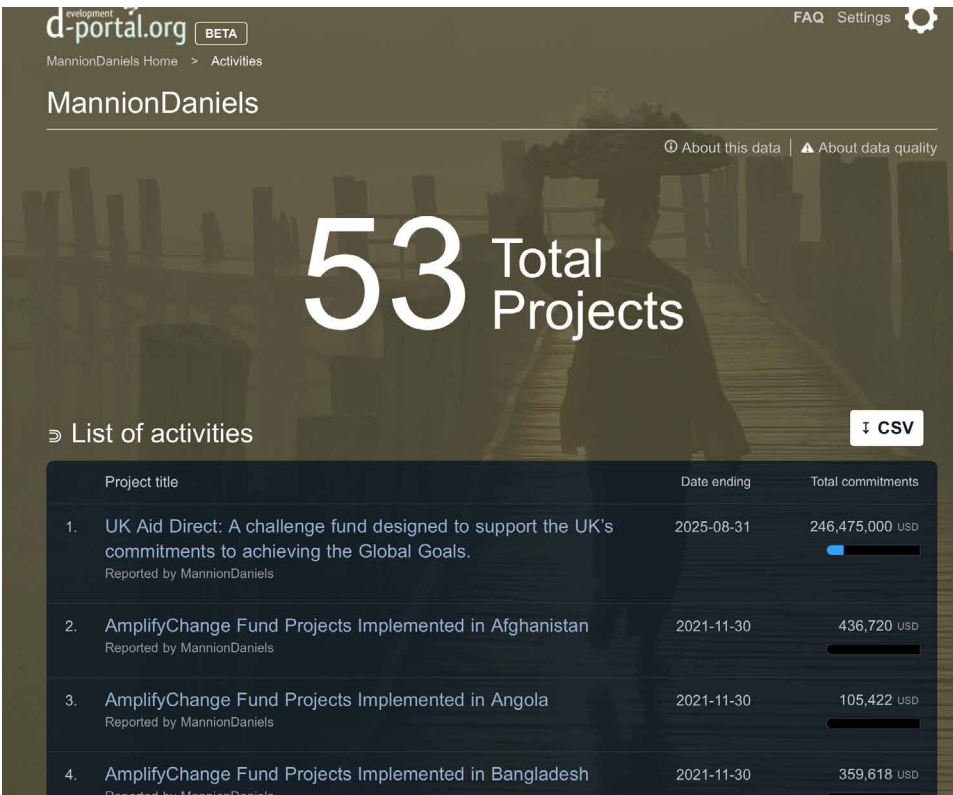 evelopment
d-portal.org BETA
FAQ Settings
MannionDaniels Home > Activities
MannionDaniels
About this data | About data quality
53 Total
Projects
List of activities
CSV
Project title Date ending Total commitments
1. UK Aid Direct: A challenge fund designed to support the UK's 2025-08-31 246,475,000 USD
commitments to achieving the Global Goals.
Reported by MannionDaniels
2. AmplifyChange Fund Projects Implemented in Afghanistan 2021-11-30 436,720 USD
Reported by MannionDaniels
3. AmplifyChange Fund Projects Implemented in Angola 2021-11-30 105,422 USD
Reported by MannionDaniels
4. AmplifyChange Fund Projects Implemented in Bangladesh 2021-11-30 359,618 USD
Reported by MannionDaniels